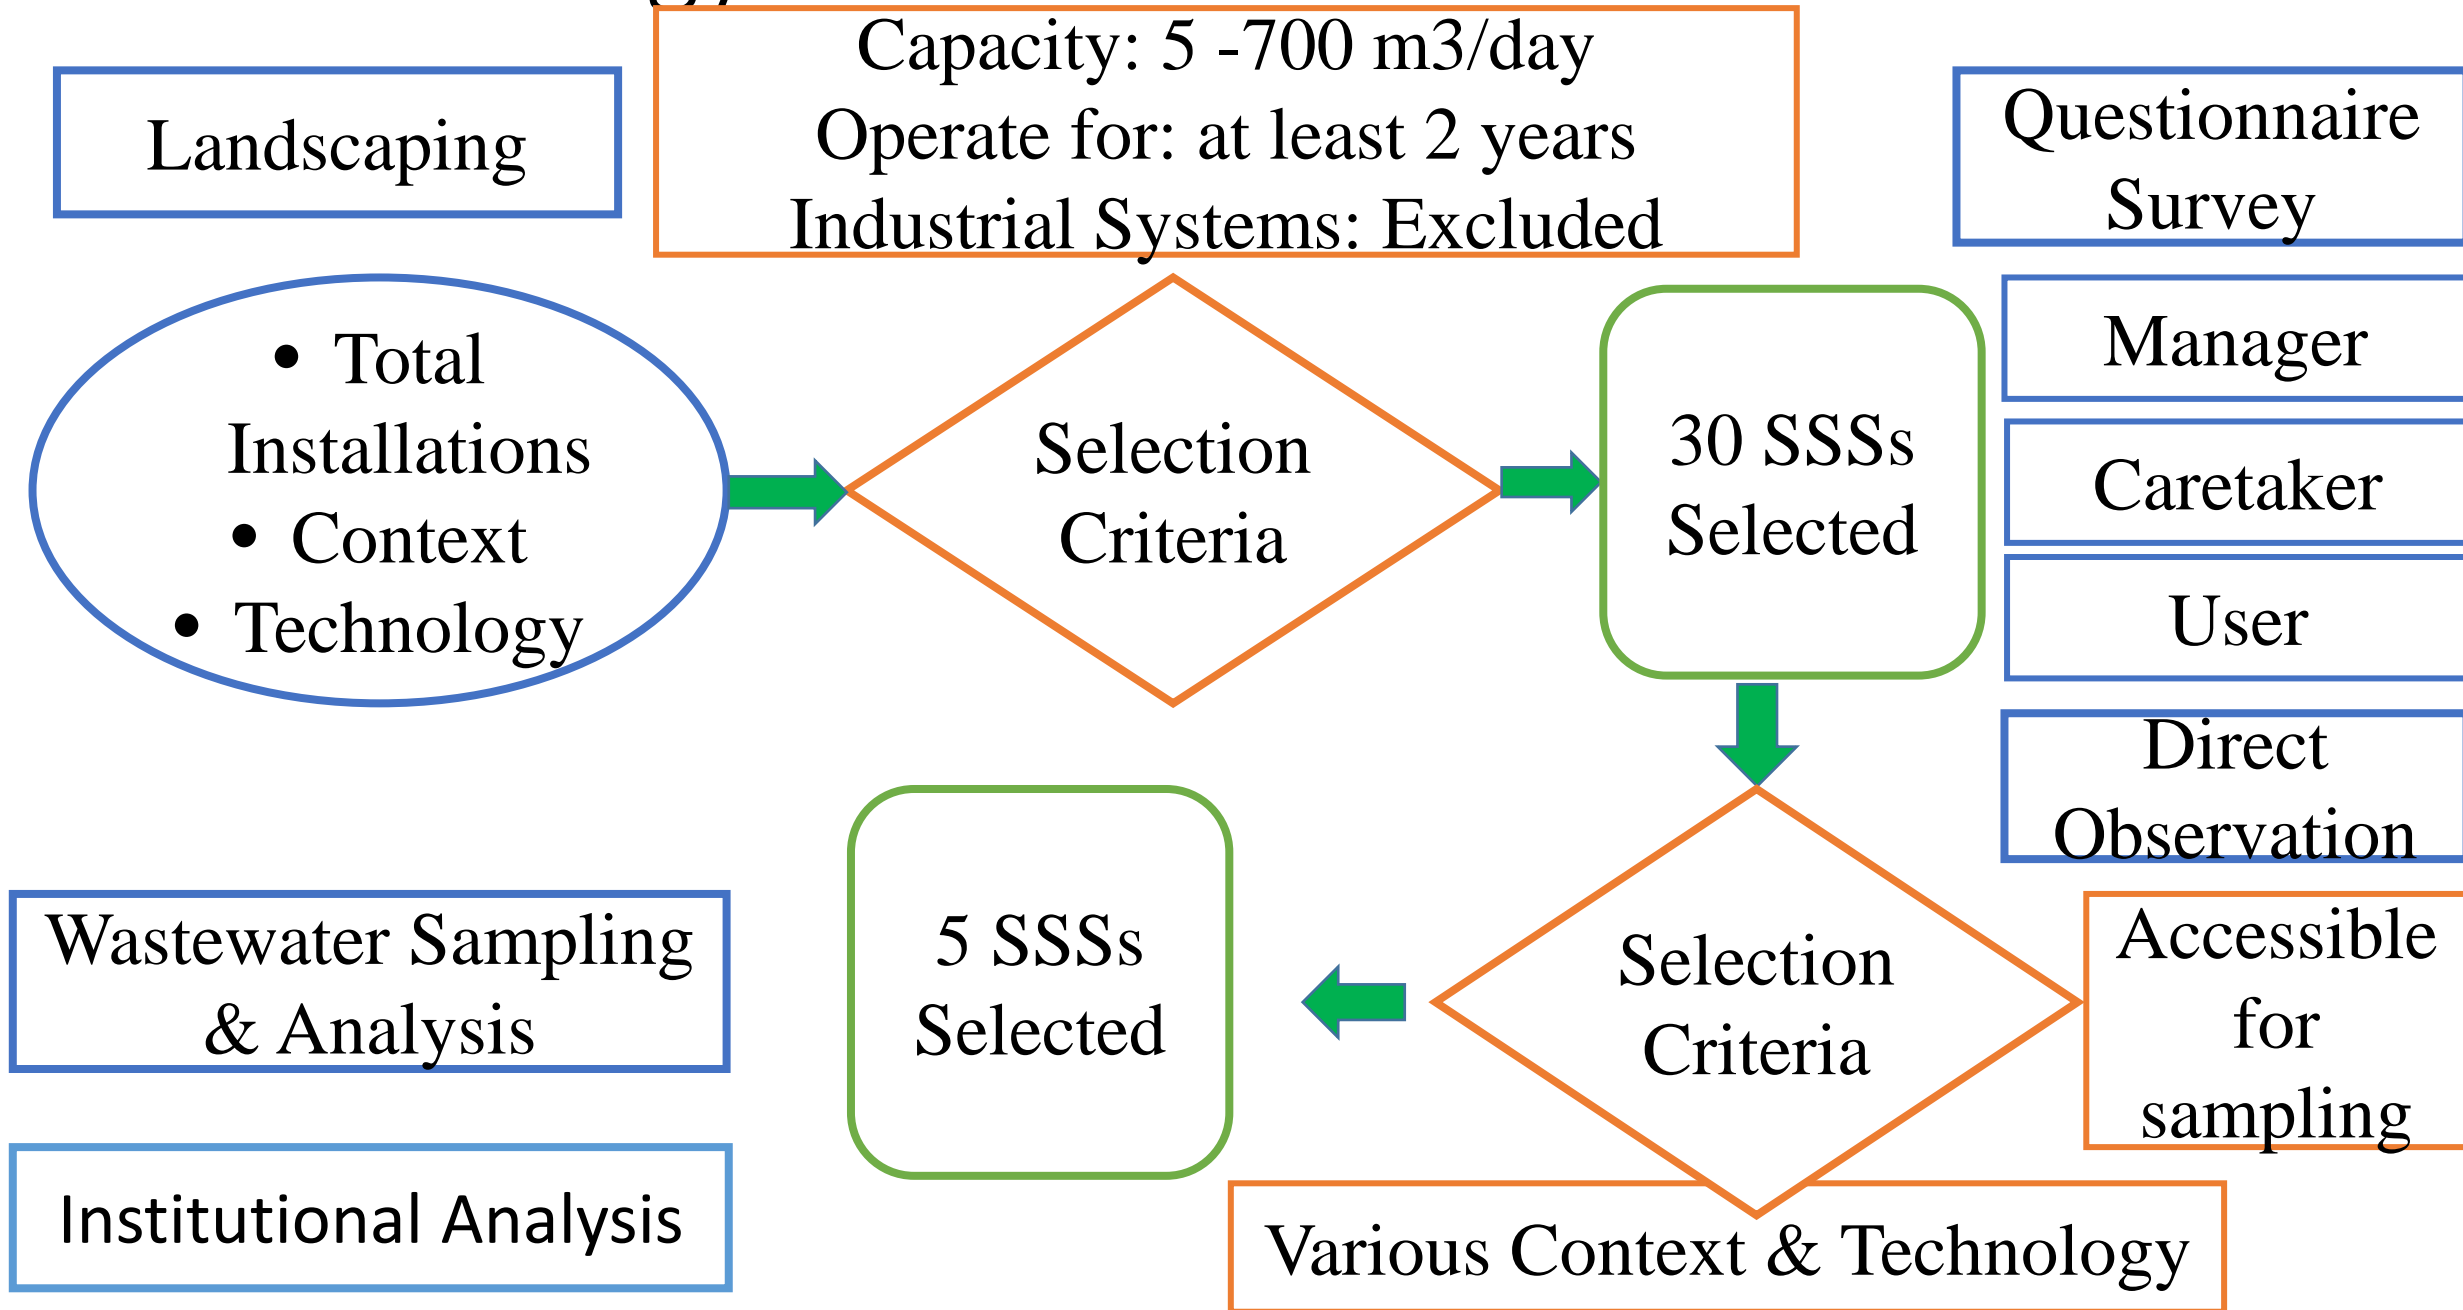 Capacity: 5 -700 m3/day
Operate for: at least 2 years
Industrial Systems: Excluded
Landscaping
Questionnaire
Survey
• Total
Installations
• Context
• Technology
Selection
Criteria
30 SSSs
Selected
Manager
Caretaker
User
Direct
Observation
Accessible
for
sampling
Selection
Criteria
Various Context & Technology
5 SSSs
Selected
Wastewater Sampling
& Analysis
Institutional Analysis